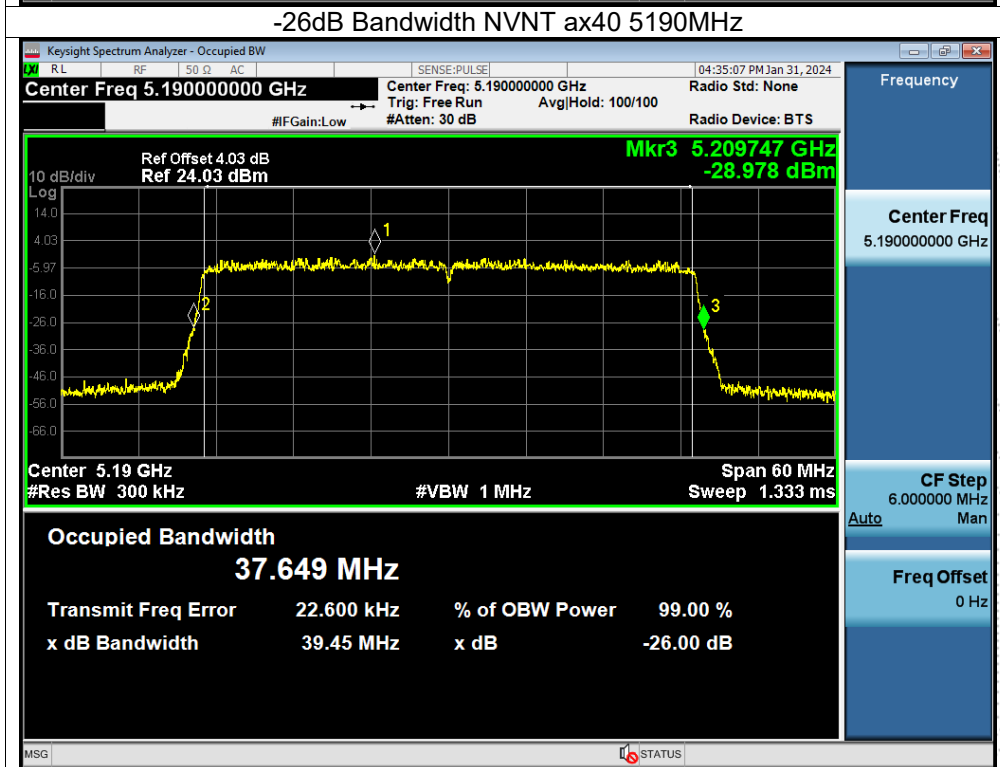 -26dB Bandwidth NVNT ax40 5190MHz
Keysight Spectrum Analyzer - Occupied BW
LXI RL RF 50 Ω AC SENSE:PULSE 04:35:07 PM Jan 31, 2024
Center Freq 5.190000000 GHz
Center Freq: 5.190000000 GHz Radio Std: None
Trig: Free Run Avg|Hold: 100/100
#IFGain:Low #Atten: 30 dB Radio Device: BTS
Mkr3 5.209747 GHz
-28.978 dBm
Ref Offset 4.03 dB
10 dB/div Ref 24.03 dBm
Log
14.0
4.03
-5.97
-16.0
-26.0
-36.0
-46.0
-56.0
-66.0
1
2
3
Center 5.19 GHz Span 60 MHz
#Res BW 300 kHz #VBW 1 MHz Sweep 1.333 ms
Occupied Bandwidth
37.649 MHz
Transmit Freq Error 22.600 kHz % of OBW Power 99.00 %
x dB Bandwidth 39.45 MHz x dB -26.00 dB
Frequency
Center Freq
5.190000000 GHz
CF Step
6.000000 MHz
Auto Man
Freq Offset
0 Hz
MSG STATUS